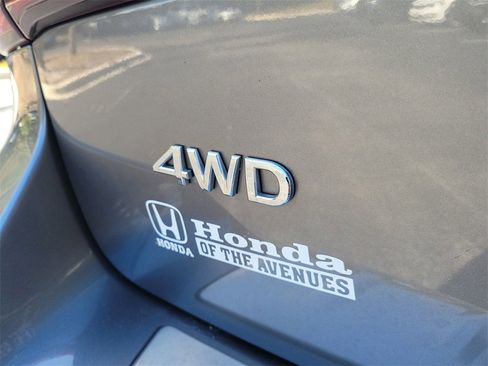 4WD
HONDA
Honda
OF THE AVENUES